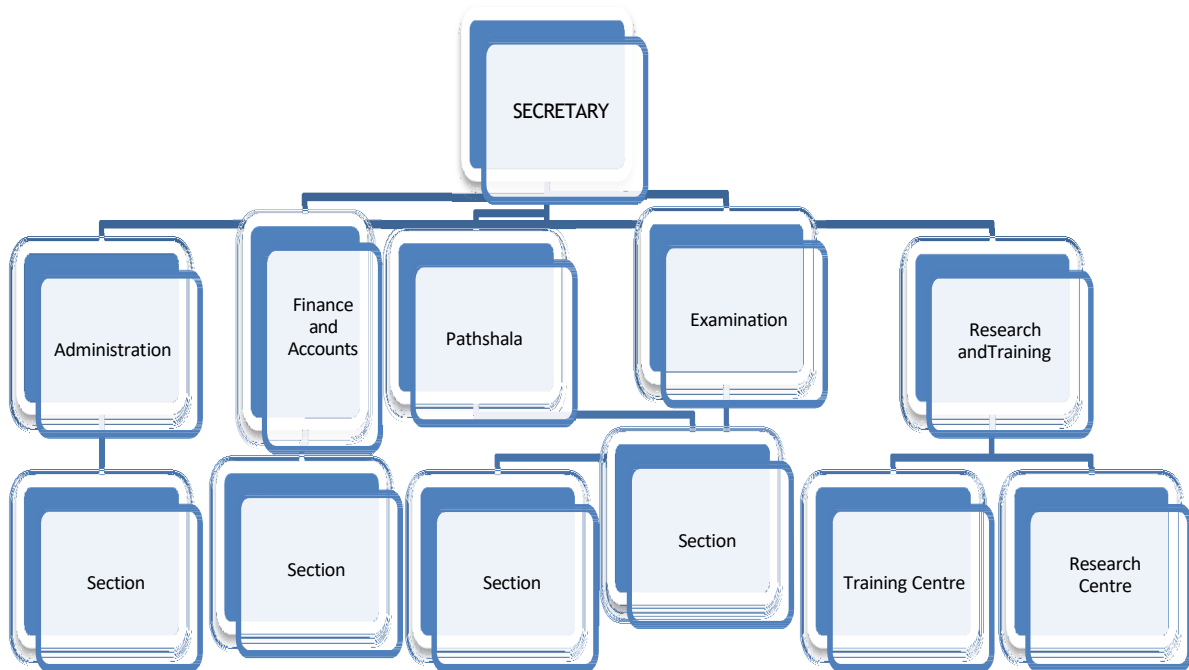 SECRETARY
Administration
Finance
and
Accounts
Pathshala
Examination
Research
andTraining
Section
Section
Section
Section
Training Centre
Research
Centre